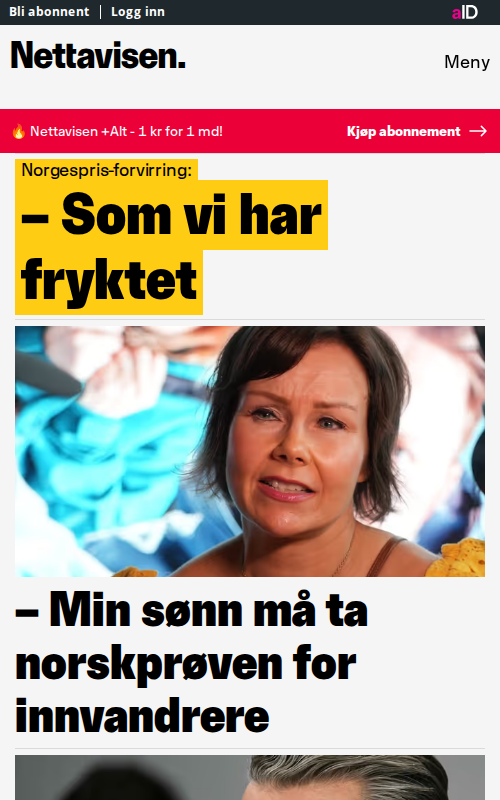 Bli abonnent | Logg inn
aID
Nettavisen.
Meny
🔥 Nettavisen +Alt - 1 kr for 1 md!
Kjøp abonnement →
Norgespris-forvirring:
– Som vi har
fryktet
– Min sønn må ta
norskprøven for
innvandrere